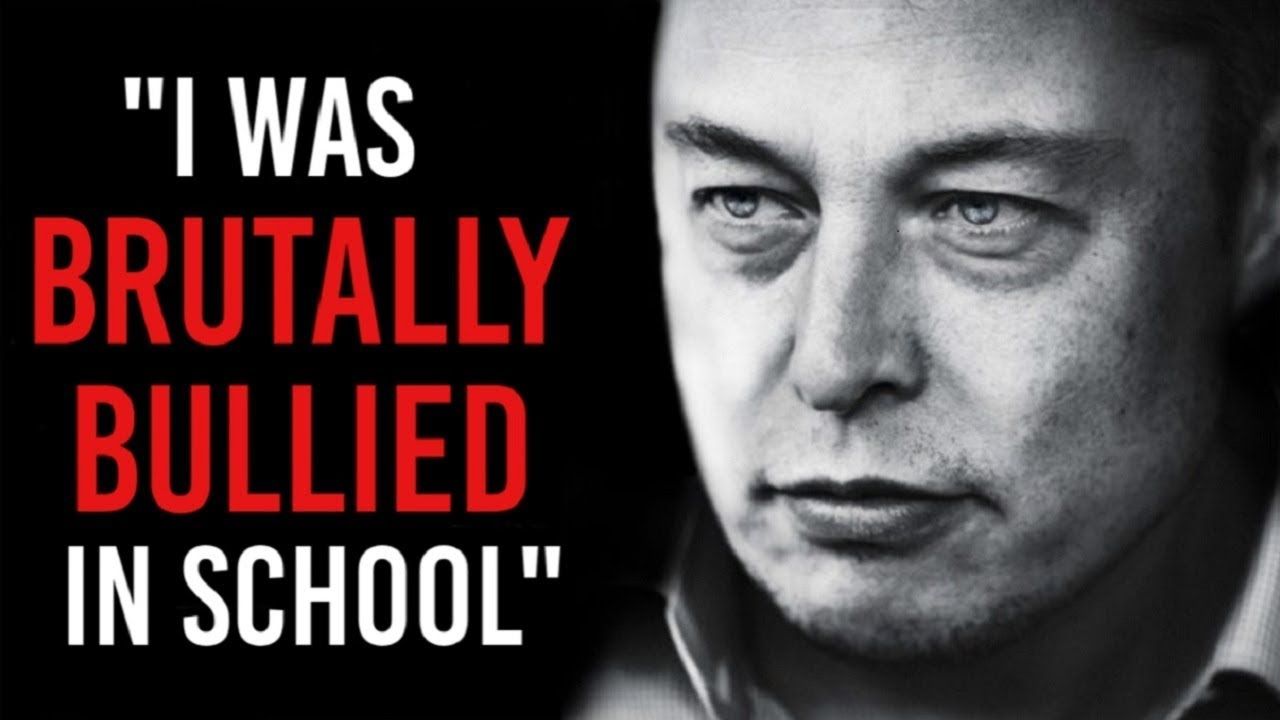 "I WAS
BRUTALLY
BULLIED
IN SCHOOL"